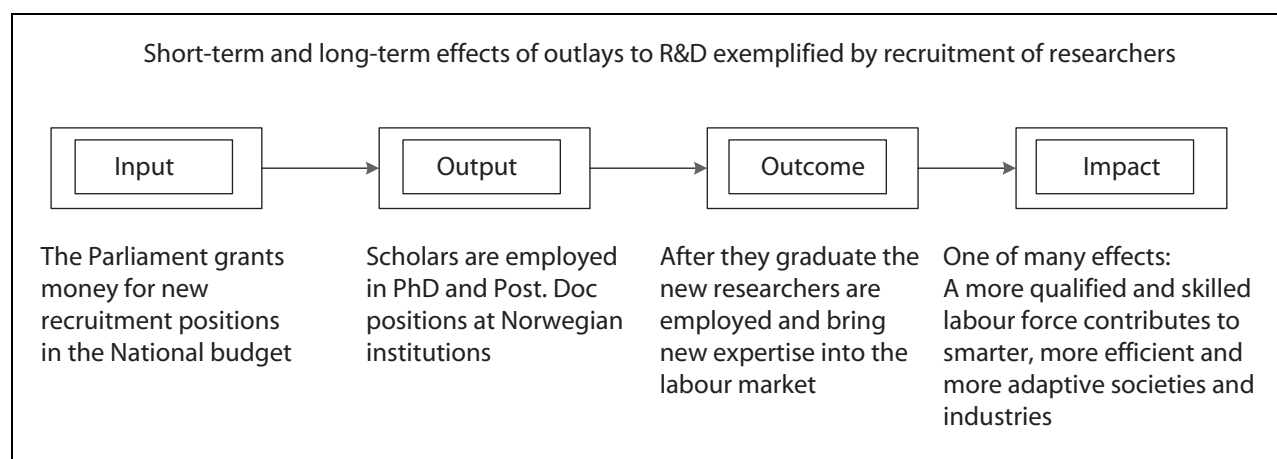 Short-term and long-term effects of outlays to R&D exemplified by recruitment of researchers
Input
Output
Outcome
Impact
The Parliament grants
money for new
recruitment positions
in the National budget
Scholars are employed
in PhD and Post. Doc
positions at Norwegian
institutions
After they graduate the
new researchers are
employed and bring
new expertise into the
labour market
One of many effects:
A more qualified and skilled
labour force contributes to
smarter, more efficient and
more adaptive societies and
industries